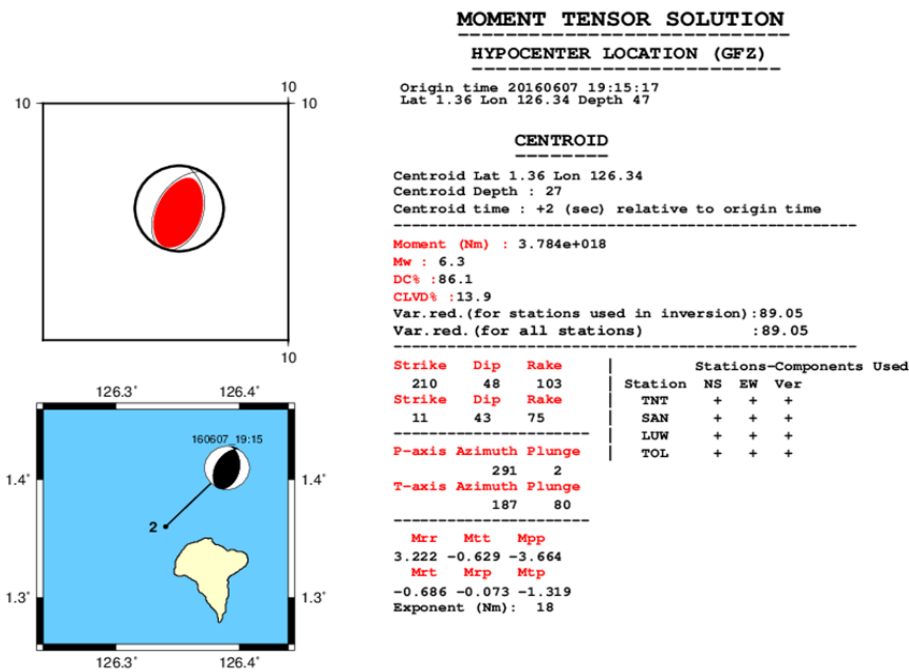 MOMENT TENSOR SOLUTION
HYPOCENTER LOCATION (GFZ)
Origin time 20160607 19:15:17
Lat 1.36 Lon 126.34 Depth 47
CENTROID
Centroid Lat 1.36 Lon 126.34
Centroid Depth : 27
Centroid time : +2 (sec) relative to origin time
Moment (Nm) : 3.784e+018
Mw : 6.3
DC% :86.1
CLVD% :13.9
Var.red.(for stations used in inversion):89.05
Var.red.(for all stations) :89.05
Strike Dip Rake
210 48 103
Strike Dip Rake
11 43 75
P-axis Azimuth Plunge
291 2
T-axis Azimuth Plunge
187 80
Mrr Mtt Mpp
3.222 -0.629 -3.664
Mrt Mrp Mtp
-0.686 -0.073 -1.319
Exponent (Nm): 18
Stations-Components Used
Station NS EW Ver
TNT + + +
SAN + + +
LUW + + +
TOL + + +
10
10 10
10
126.3° 126.4°
160607_19:15
1.4° 1.4°
2
1.3° 1.3°
126.3° 126.4°